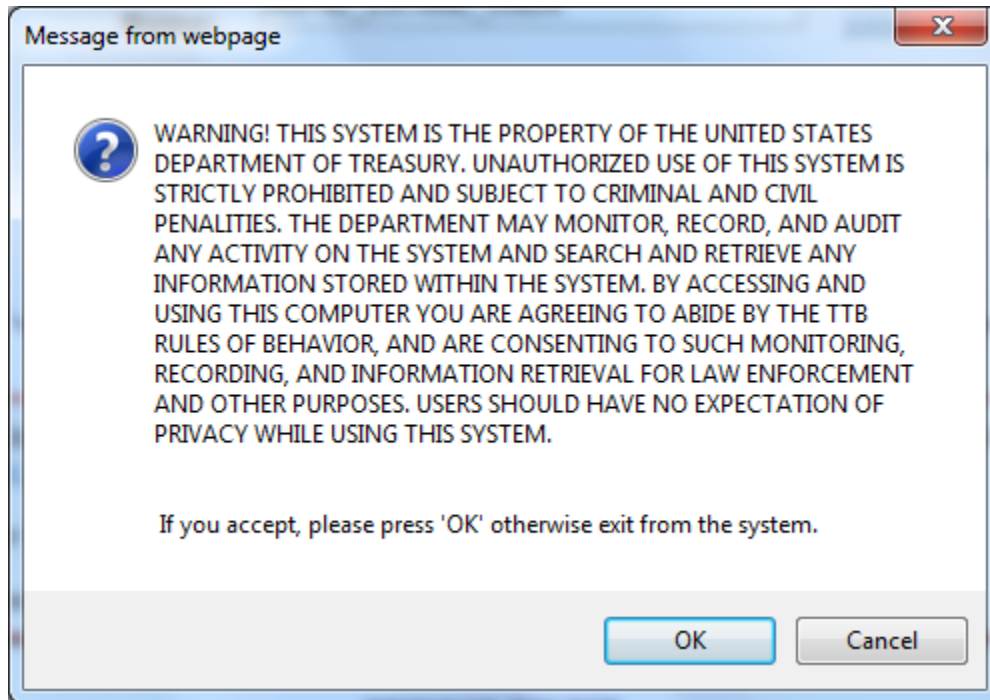 Message from webpage
WARNING! THIS SYSTEM IS THE PROPERTY OF THE UNITED STATES
DEPARTMENT OF TREASURY. UNAUTHORIZED USE OF THIS SYSTEM IS
STRICTLY PROHIBITED AND SUBJECT TO CRIMINAL AND CIVIL
PENALITIES. THE DEPARTMENT MAY MONITOR, RECORD, AND AUDIT
ANY ACTIVITY ON THE SYSTEM AND SEARCH AND RETRIEVE ANY
INFORMATION STORED WITHIN THE SYSTEM. BY ACCESSING AND
USING THIS COMPUTER YOU ARE AGREEING TO ABIDE BY THE TTB
RULES OF BEHAVIOR, AND ARE CONSENTING TO SUCH MONITORING,
RECORDING, AND INFORMATION RETRIEVAL FOR LAW ENFORCEMENT
AND OTHER PURPOSES. USERS SHOULD HAVE NO EXPECTATION OF
PRIVACY WHILE USING THIS SYSTEM.
If you accept, please press 'OK' otherwise exit from the system.
OK Cancel